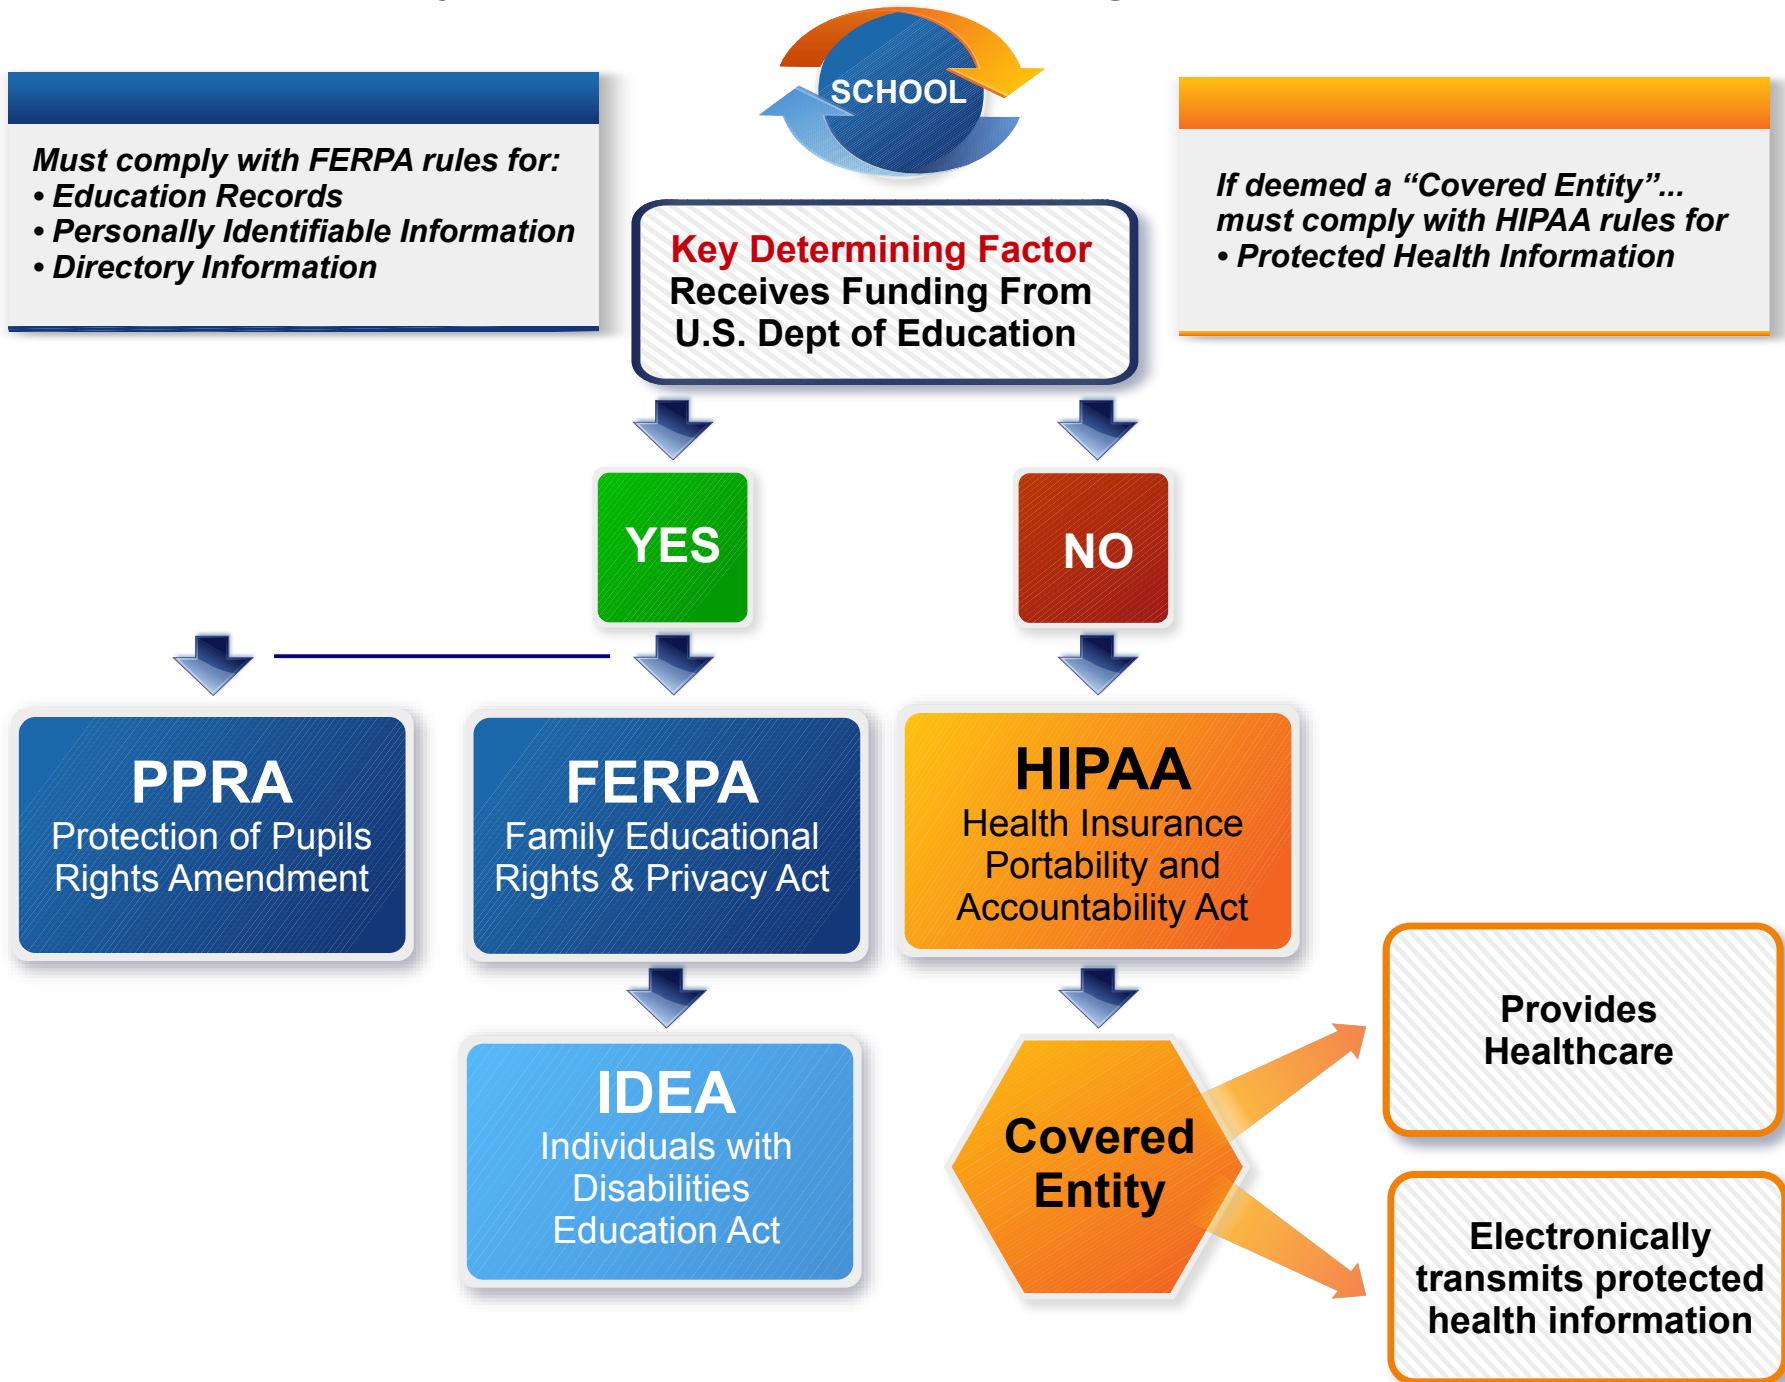 SCHOOL
Must comply with FERPA rules for:
• Education Records
• Personally Identifiable Information
• Directory Information
Key Determining Factor
Receives Funding From
U.S. Dept of Education
If deemed a “Covered Entity”...
must comply with HIPAA rules for
• Protected Health Information
YES
NO
PPRA
Protection of Pupils
Rights Amendment
FERPA
Family Educational
Rights & Privacy Act
HIPAA
Health Insurance
Portability and
Accountability Act
IDEA
Individuals with
Disabilities
Education Act
Covered
Entity
Provides
Healthcare
Electronically
transmits protected
health information